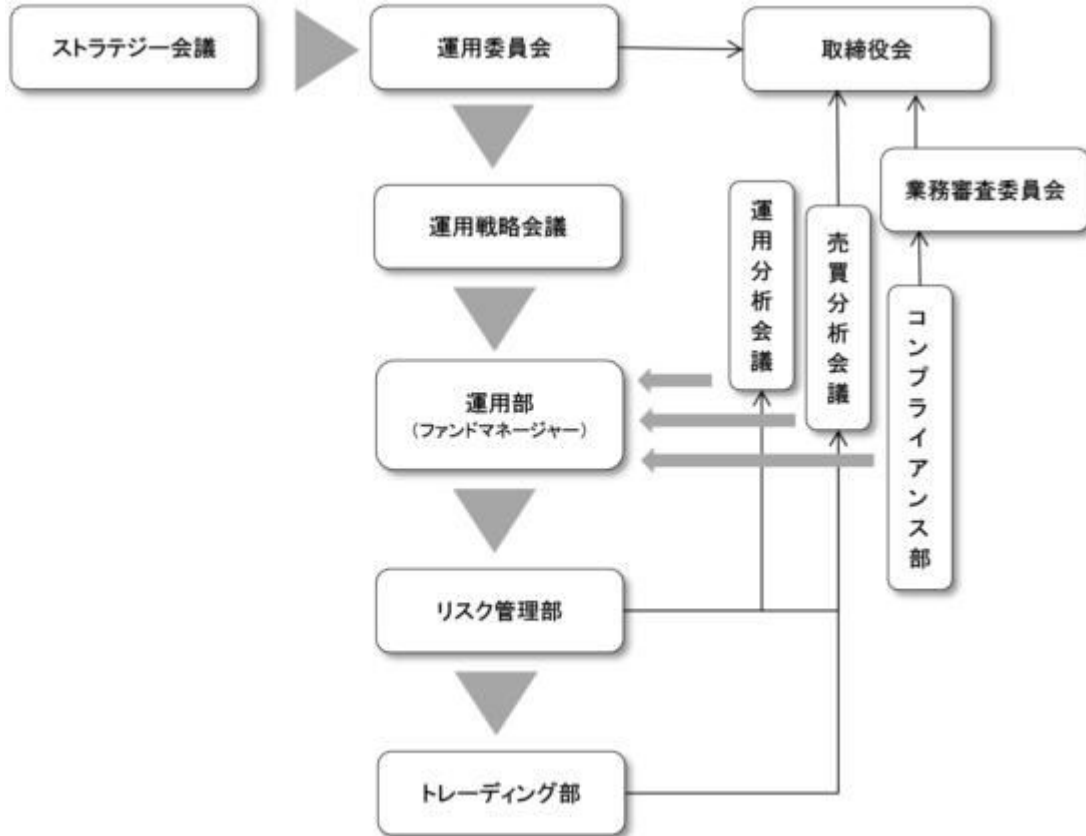 ストラテジー会議
運用委員会
取締役会
業務審査委員会
運用戦略会議
運用分析会議
売買分析会議
コンプライアンス部
運用部
（ファンドマネージャー）
リスク管理部
トレーディング部